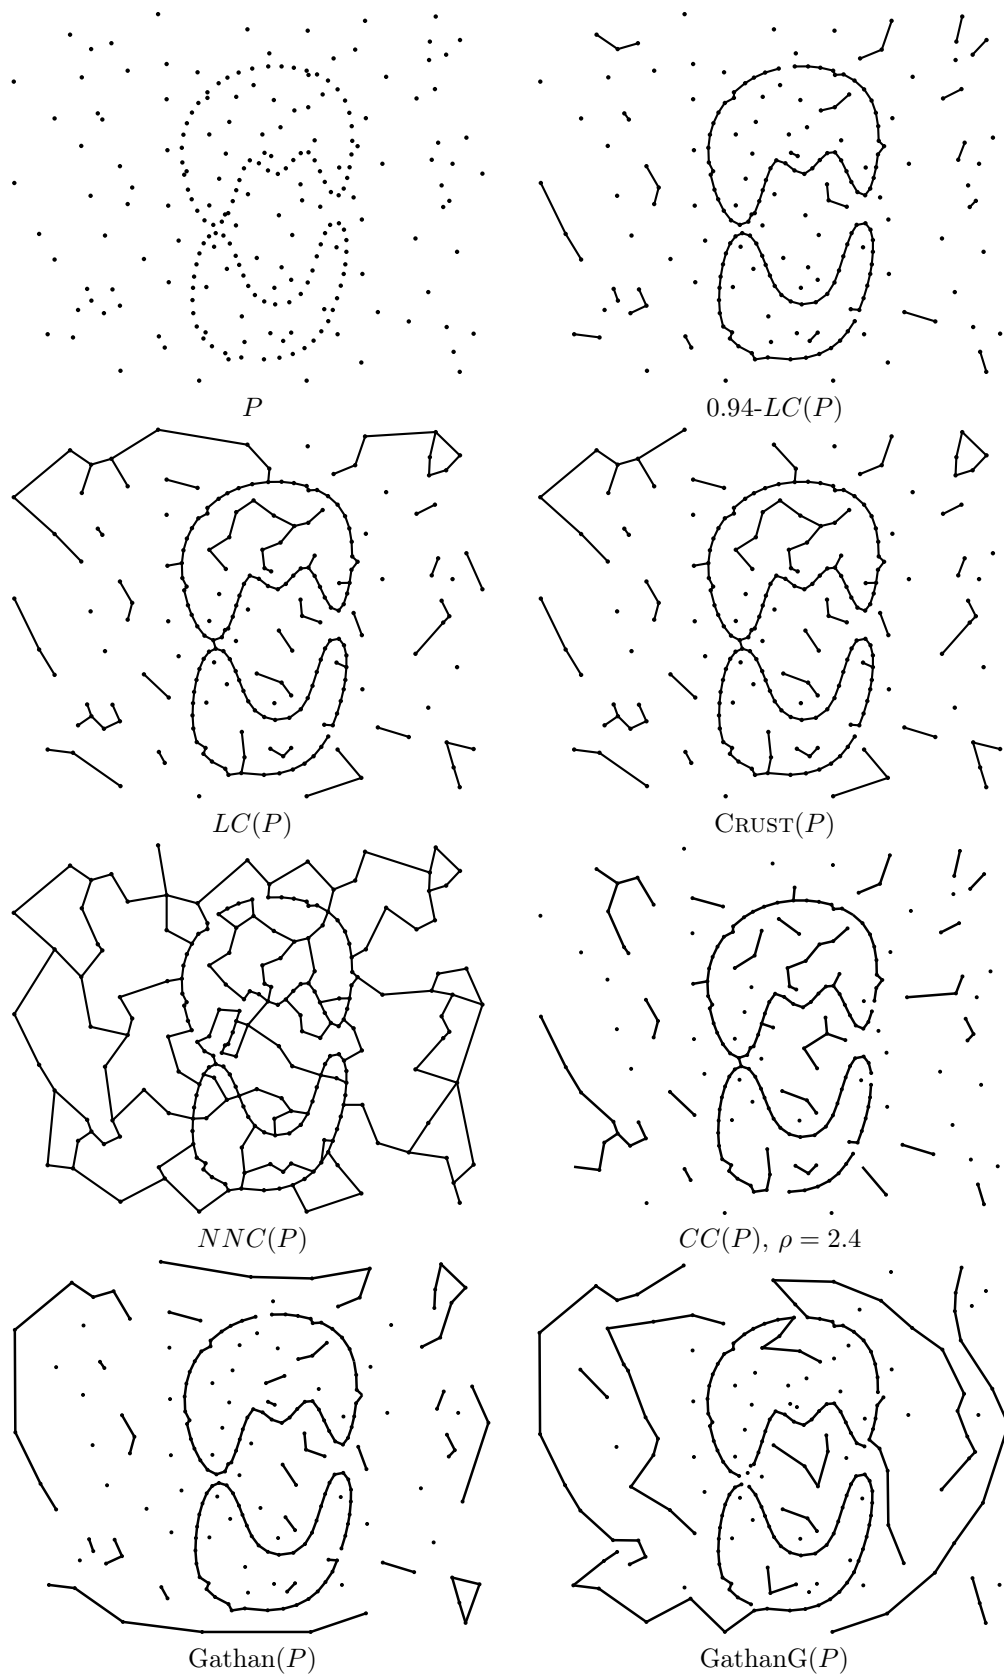 P
0.94-LC(P)
LC(P)
CRUST(P)
NNC(P)
CC(P), ρ = 2.4
Gathan(P)
GathanG(P)